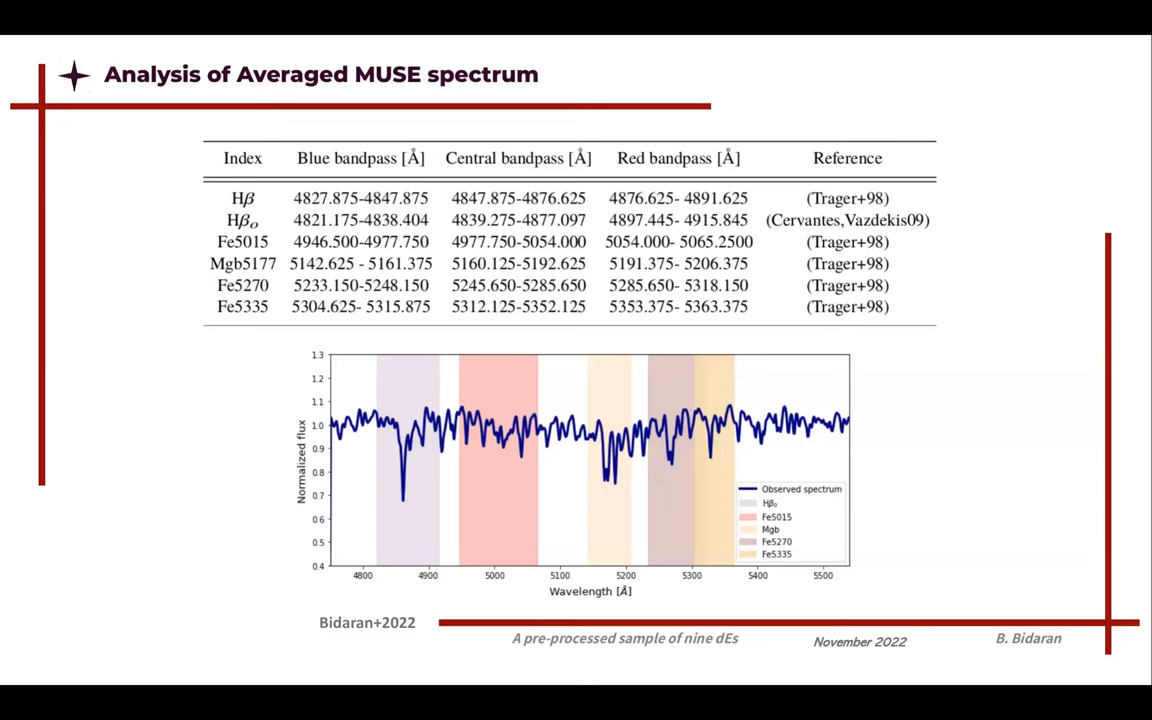 Analysis of Averaged MUSE spectrum
Index Blue bandpass [Å] Central bandpass [Å] Red bandpass [Å] Reference
Hβ 4827.875-4847.875 4847.875-4876.625 4876.625- 4891.625 (Trager+98)
Hβₒ 4821.175-4838.404 4839.275-4877.097 4897.445- 4915.845 (Cervantes,Vazdekis09)
Fe5015 4946.500-4977.750 4977.750-5054.000 5054.000- 5065.2500 (Trager+98)
Mgb5177 5142.625 - 5161.375 5160.125-5192.625 5191.375- 5206.375 (Trager+98)
Fe5270 5233.150-5248.150 5245.650-5285.650 5285.650- 5318.150 (Trager+98)
Fe5335 5304.625- 5315.875 5312.125-5352.125 5353.375- 5363.375 (Trager+98)
1.3
1.2
1.1
1.0
0.9
0.8
0.7
0.6
0.5
0.4
Normalized flux
Observed spectrum
Hβₒ
Fe5015
Mgb
Fe5270
Fe5335
4800 4900 5000 5100 5200 5300 5400 5500
Wavelength [Å]
Bidaran+2022
A pre-processed sample of nine dEs November 2022 B. Bidaran